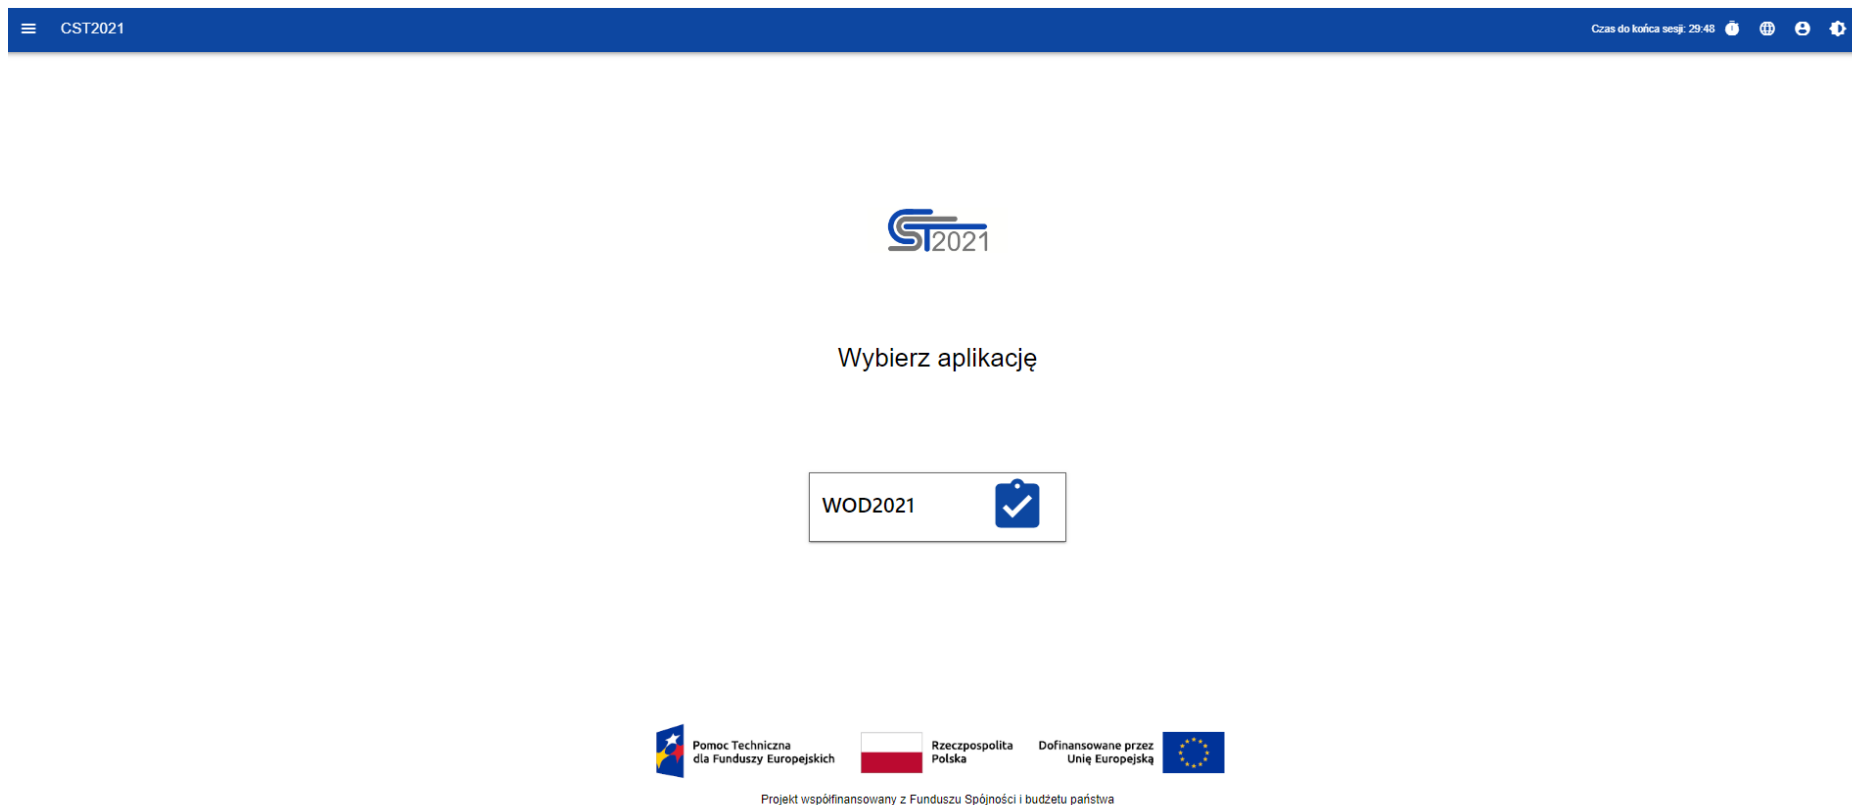 CST2021
Czas do końca sesji: 29:48
CST2021
Wybierz aplikację
WOD2021
Pomoc Techniczna
dla Funduszy Europejskich
Rzeczpospolita
Polska
Dofinansowane przez
Unię Europejską
Projekt współfinansowany z Funduszu Spójności i budżetu państwa